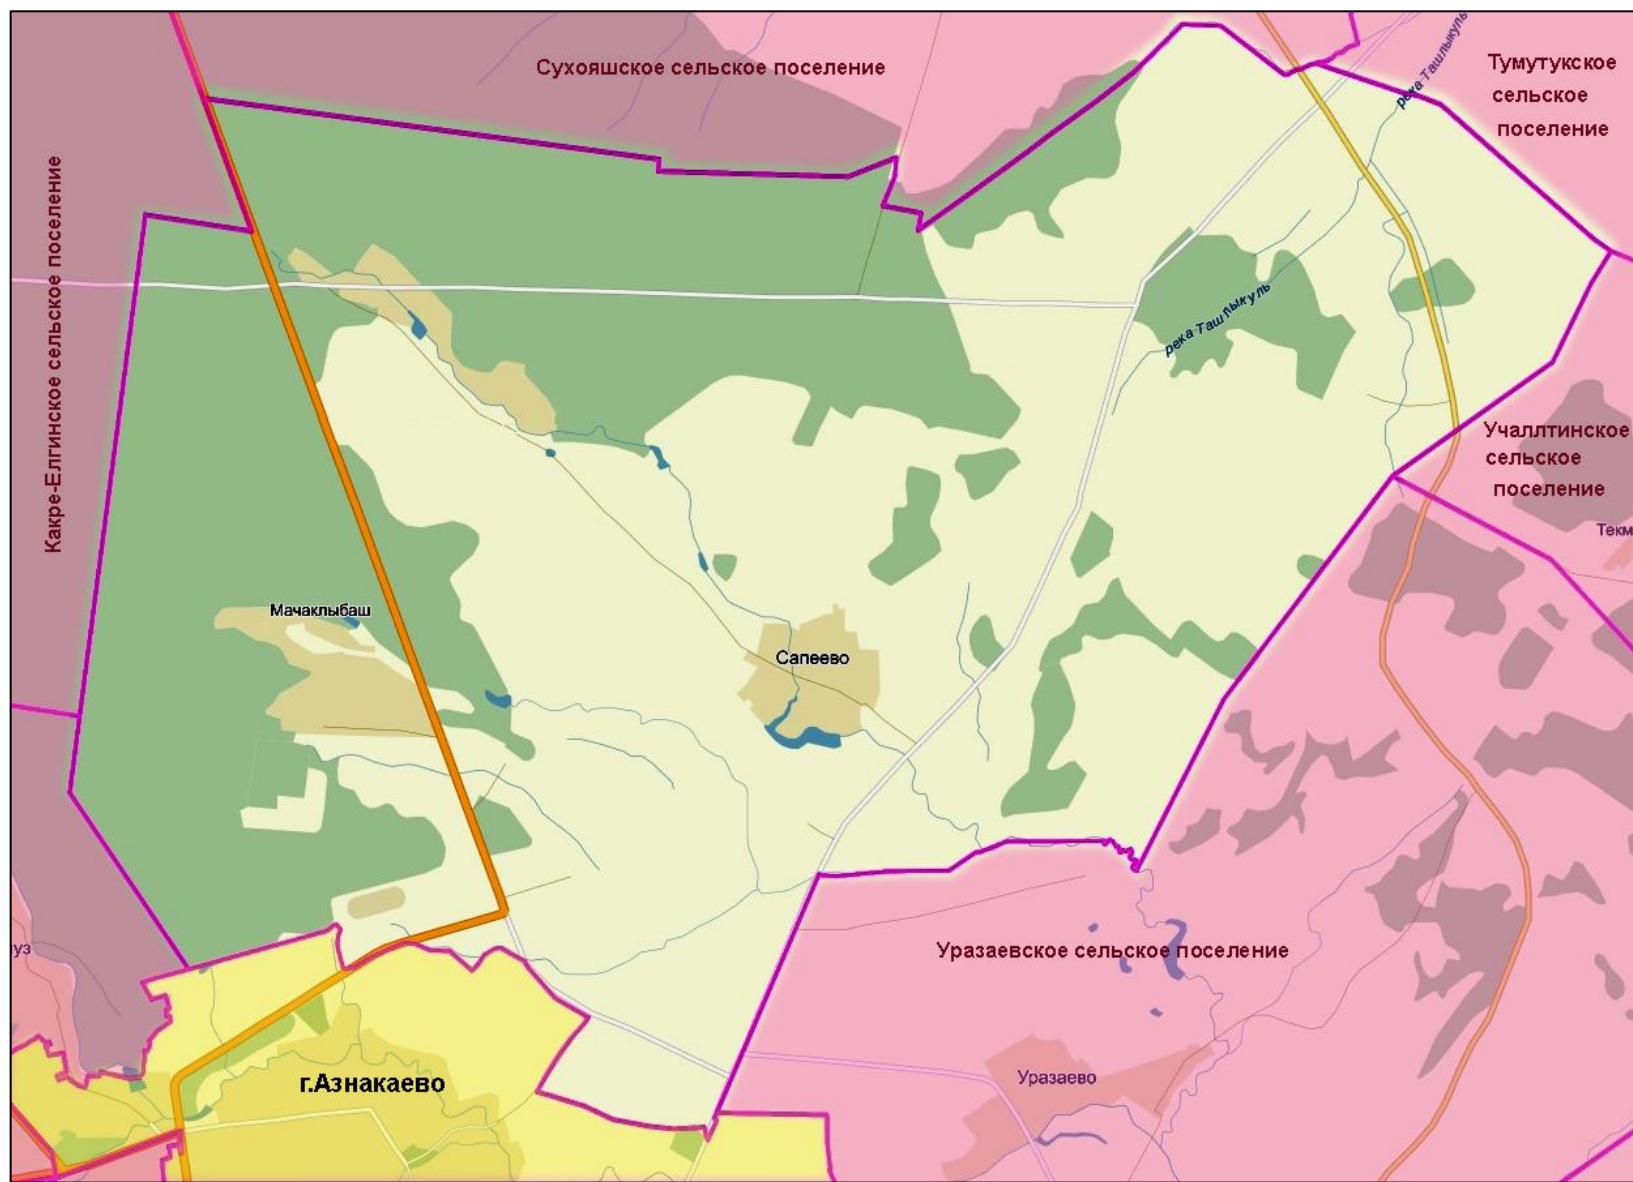 Сухояшское сельское поселение
Тумутукское
сельское
поселение
река Ташлыкуль
Какре-Елгинское сельское поселение
река Ташлыкуль
Учаллтинское
сельское
поселение
Текм
Мачаклыбаш
Сапеево
уз
Уразаевское сельское поселение
г.Азнакаево
Уразаево